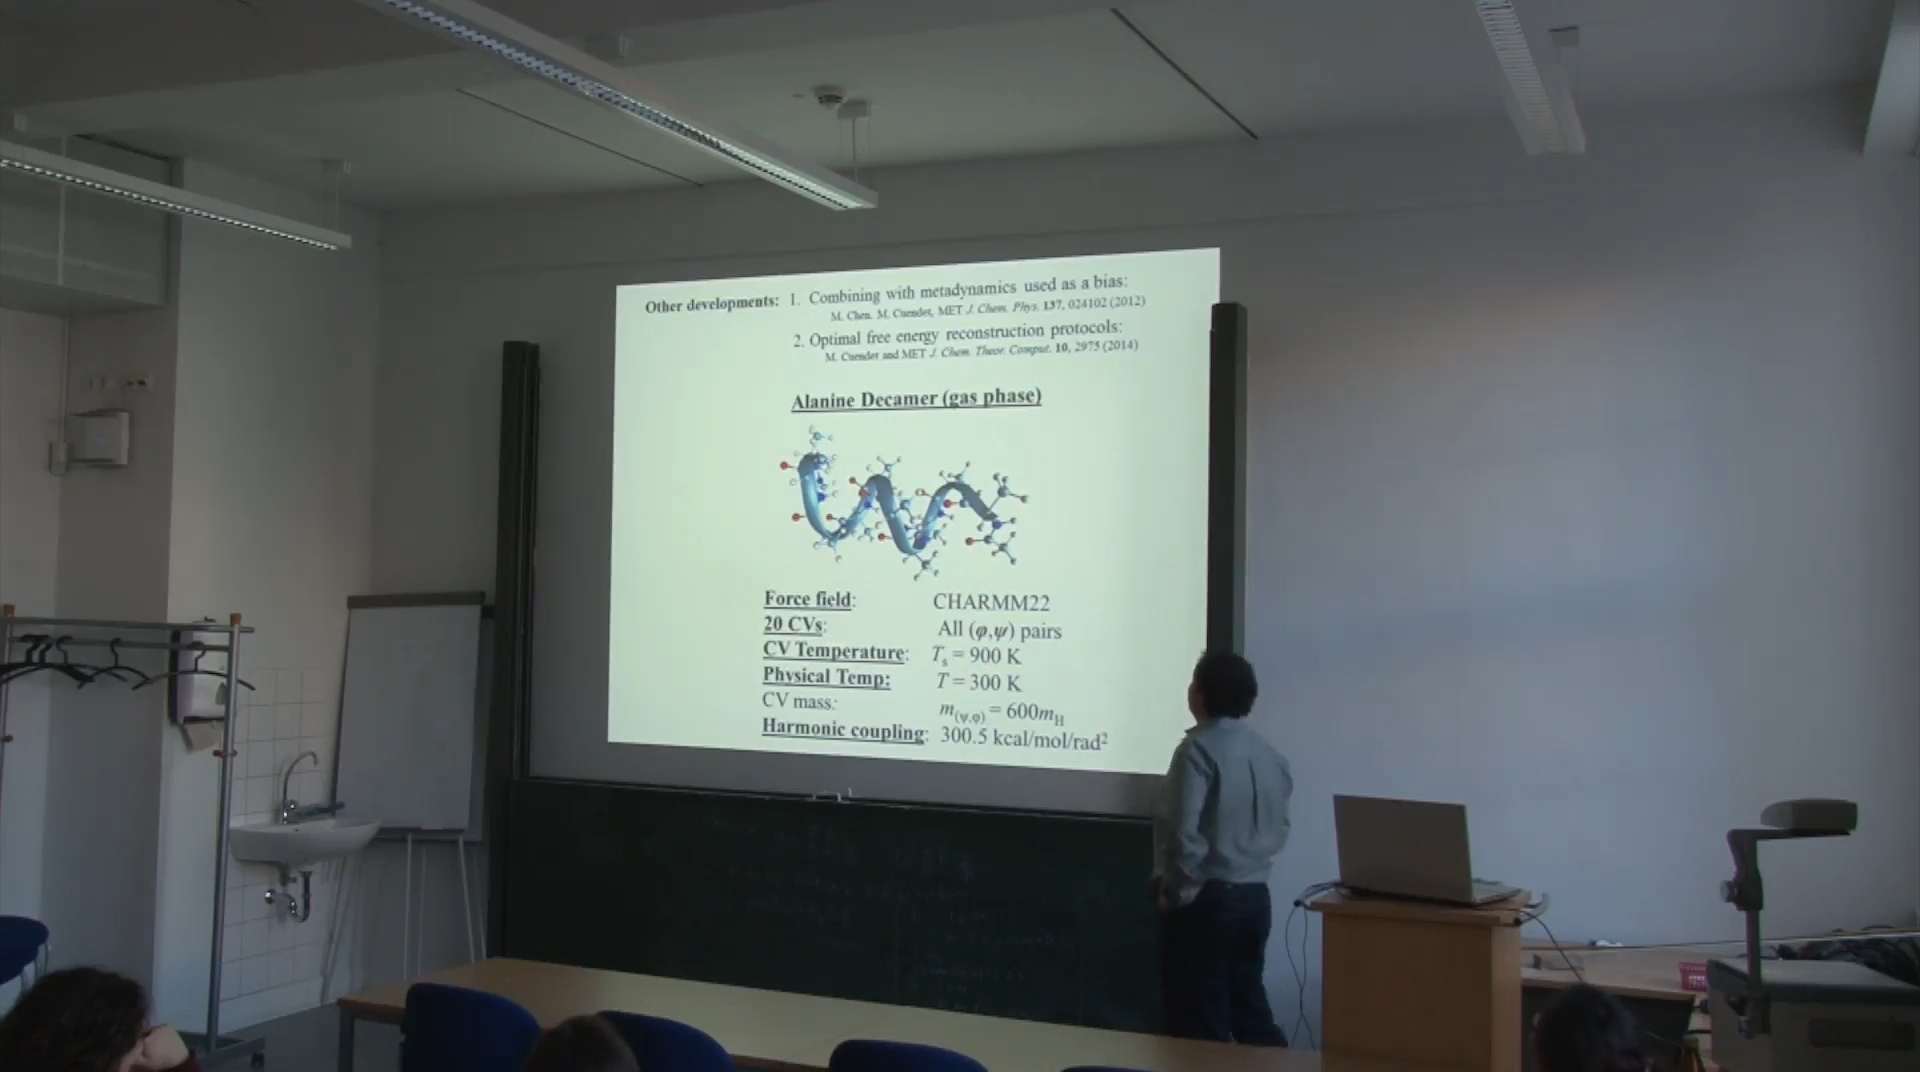 Other developments: 1. Combining with metadynamics used as a bias:
M. Chen. M. Cuendet, MET J. Chem. Phys. 137, 024102 (2012)
2. Optimal free energy reconstruction protocols:
M. Cuendet and MET J. Chem. Theor. Comput. 10, 2975 (2014)
Alanine Decamer (gas phase)
Force field: CHARMM22
20 CVs: All (φ,ψ) pairs
CV Temperature: Tₛ = 900 K
Physical Temp: T = 300 K
CV mass: m(ψ,φ) = 600mH
Harmonic coupling: 300.5 kcal/mol/rad²